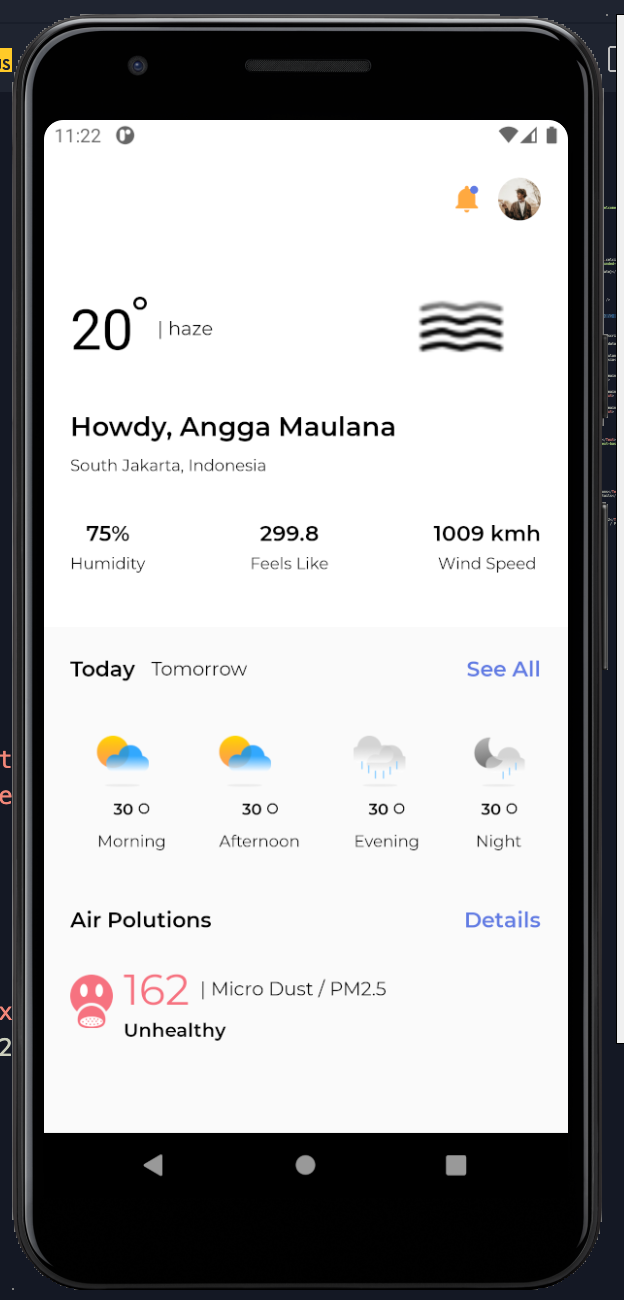 11:22
20° | haze
Howdy, Angga Maulana
South Jakarta, Indonesia
75% 299.8 1009 kmh
Humidity Feels Like Wind Speed
Today Tomorrow See All
30 O 30 O 30 O 30 O
Morning Afternoon Evening Night
Air Polutions Details
162 | Micro Dust / PM2.5
Unhealthy